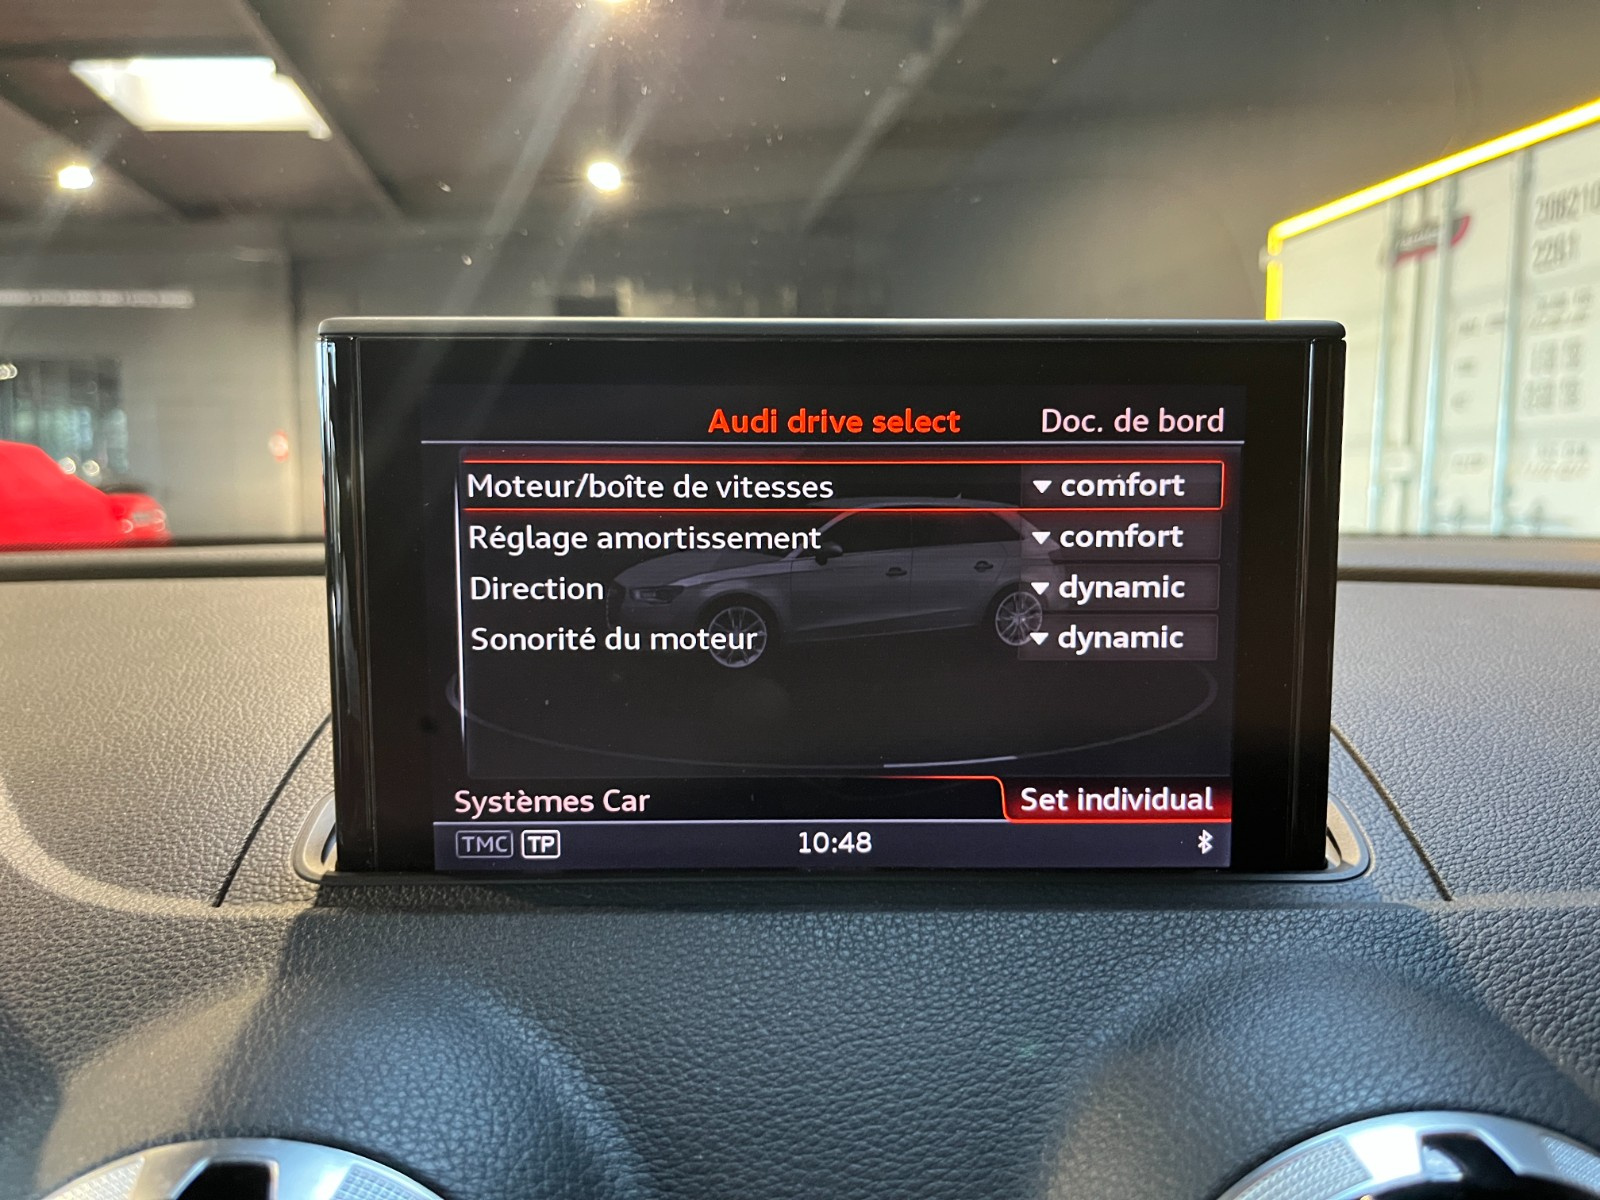 Audi drive select Doc. de bord
Moteur/boîte de vitesses comfort
Réglage amortissement comfort
Direction dynamic
Sonorité du moteur dynamic
Systèmes Car Set individual
TMC TP 10:48